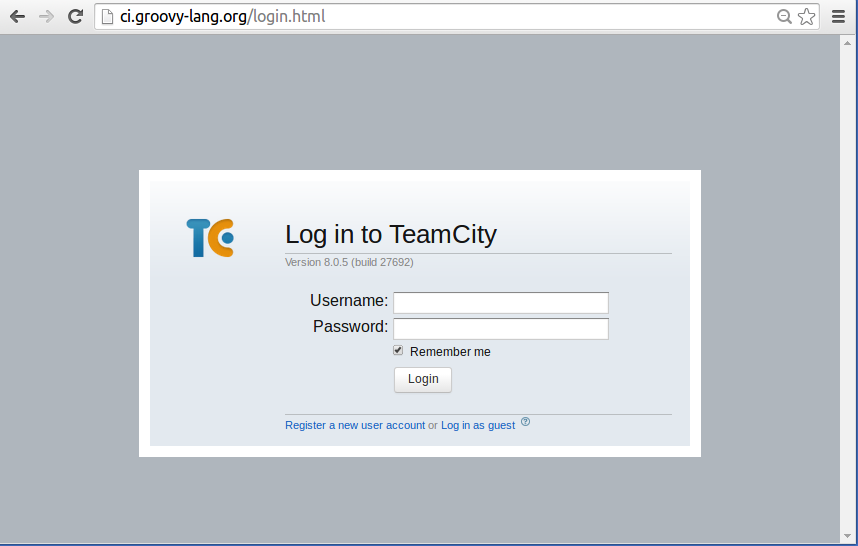 ci.groovy-lang.org/login.html
TC
Log in to TeamCity
Version 8.0.5 (build 27692)
Username:
Password:
Remember me
Login
Register a new user account or Log in as guest ?